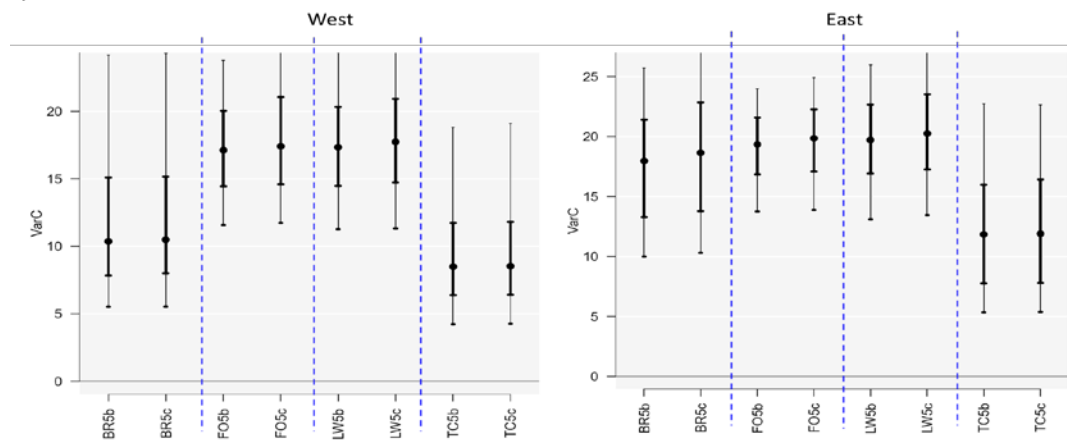 West
East
VarC
20
15
10
5
0
BR5b
BR5c
FO5b
FO5c
LW5b
LW5c
TC5b
TC5c
VarC
25
20
15
10
5
0
BR5b
BR5c
FO5b
FO5c
LW5b
LW5c
TC5b
TC5c